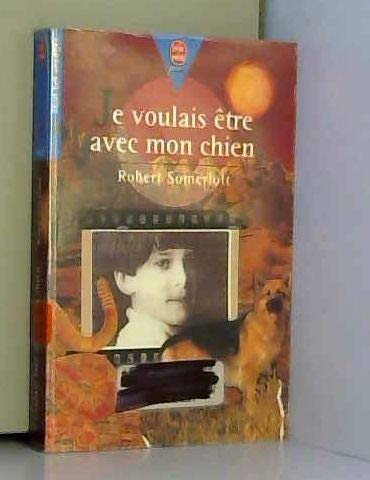 Je voulais être
avec mon chien
Robert Somerlott